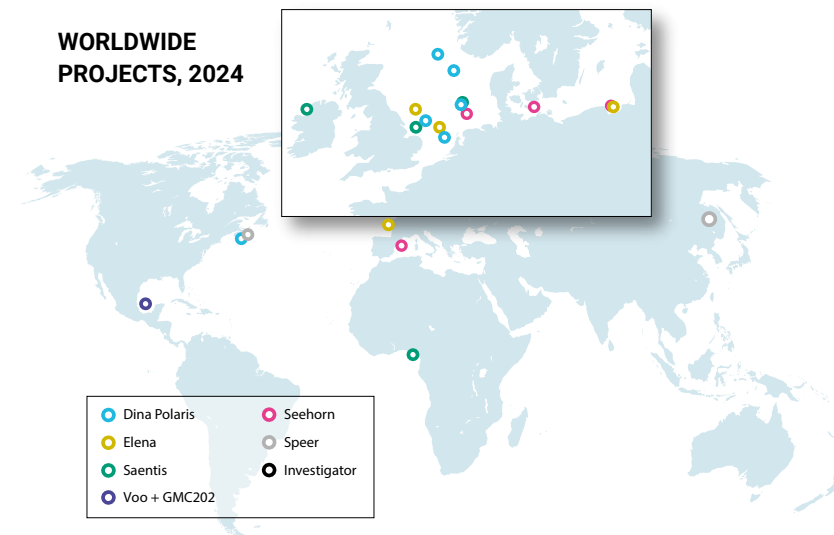 WORLDWIDE
PROJECTS, 2024
Dina Polaris
Elena
Saentis
Voo + GMC202
Seehorn
Speer
Investigator